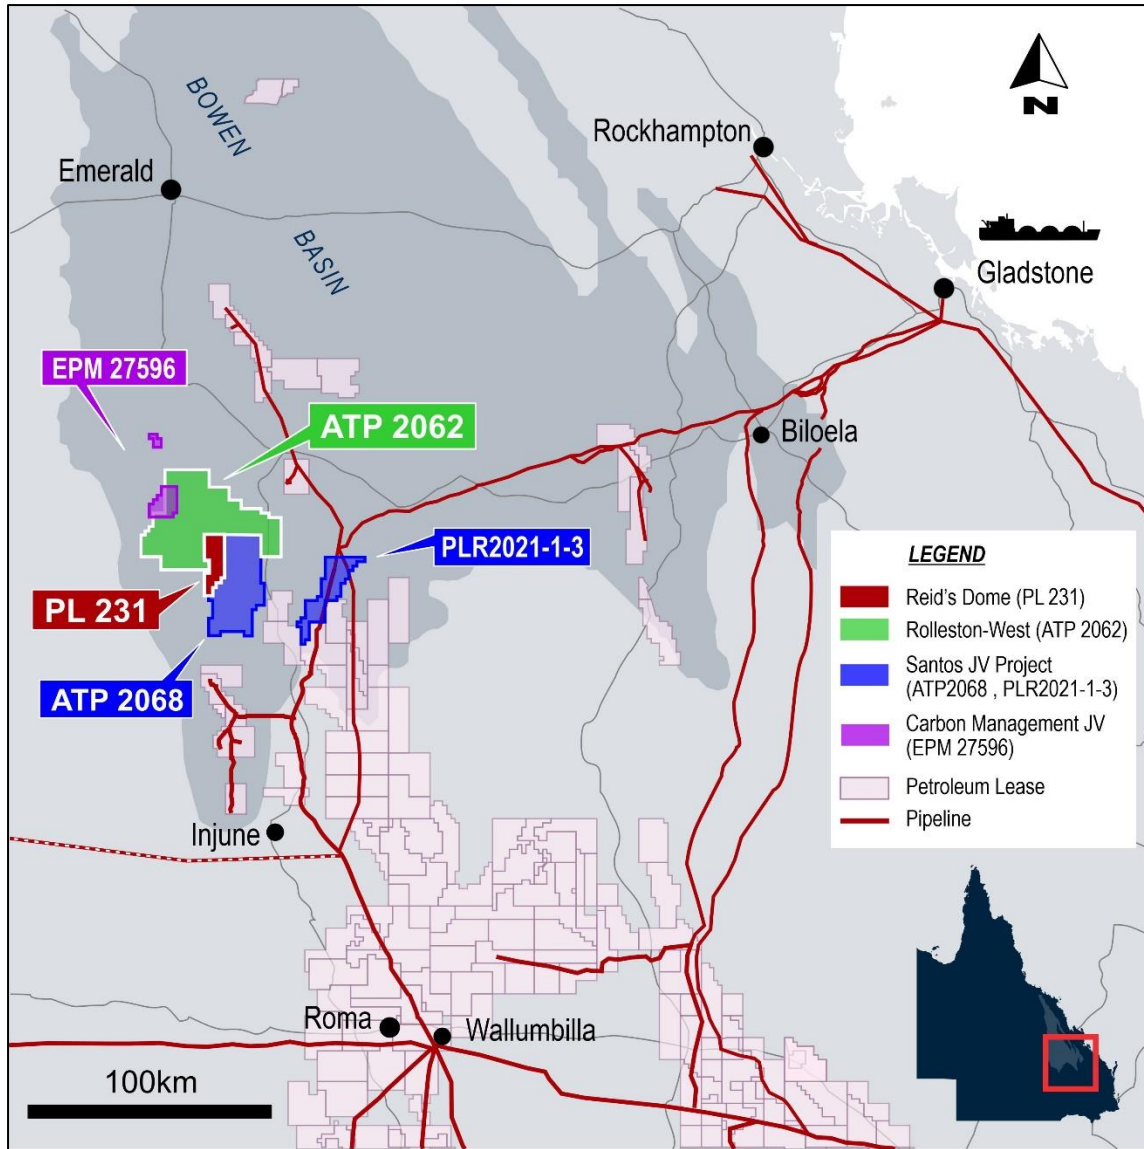 BOWEN
BASIN
Emerald
Rockhampton
N
Gladstone
EPM 27596
ATP 2062
Biloela
PLR2021-1-3
PL 231
ATP 2068
LEGEND
Reid's Dome (PL 231)
Rolleston-West (ATP 2062)
Santos JV Project
(ATP2068 , PLR2021-1-3)
Carbon Management JV
(EPM 27596)
Petroleum Lease
Pipeline
Injune
Roma
Wallumbilla
100km